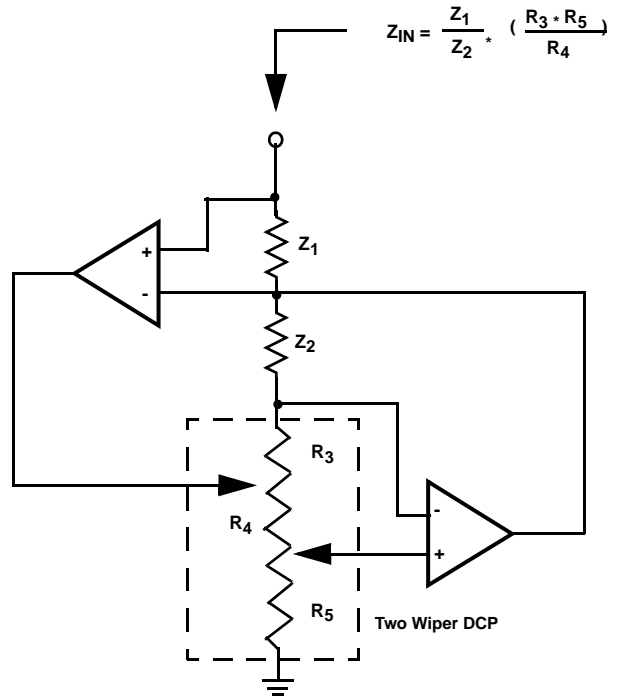 Z_IN = Z_1 / Z_2 * ( R_3 * R_5 / R_4 )
+
Z_1
-
Z_2
R_3
R_4
-
+
R_5
Two Wiper DCP